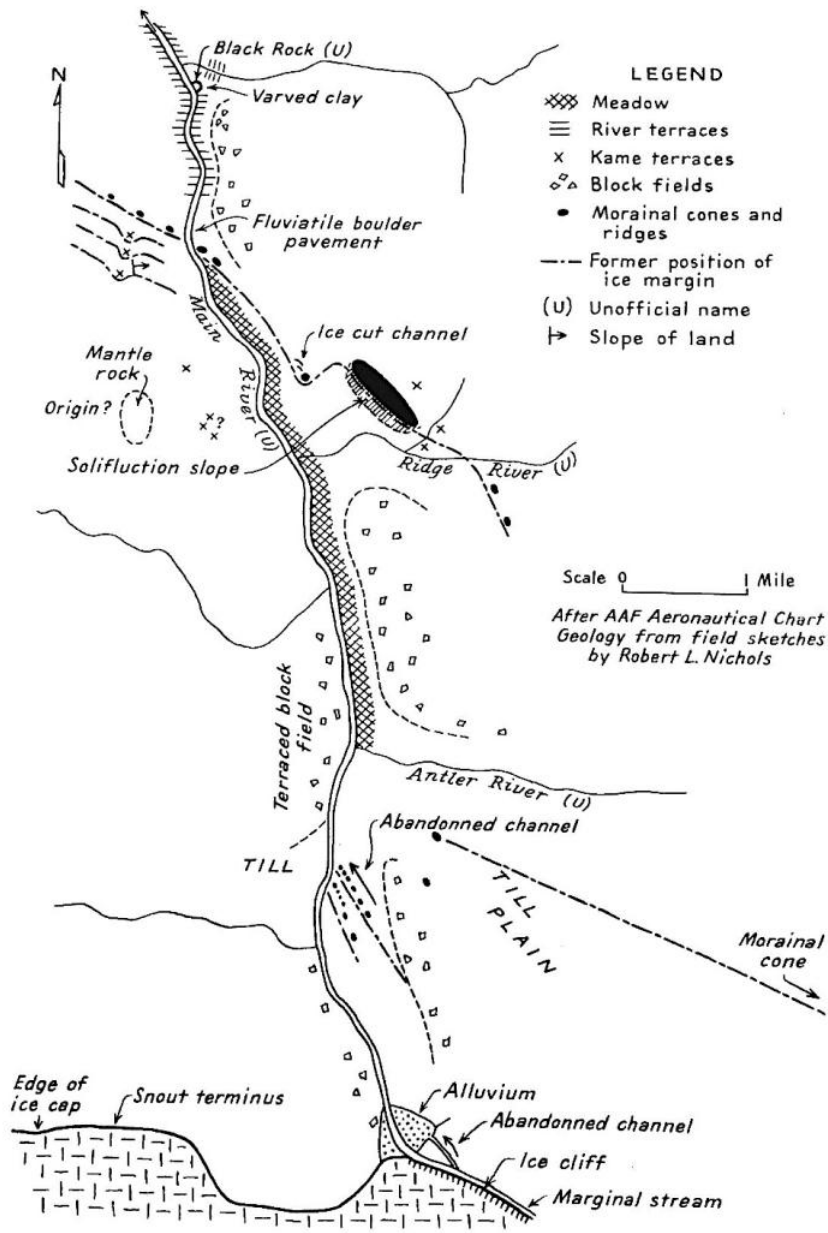 Black Rock (U)
N
Varved clay
LEGEND
Meadow
River terraces
Kame terraces
Block fields
Morainal cones and
ridges
Former position of
ice margin
(U) Unofficial name
Slope of land
Fluviatile boulder
pavement
Main
River (U)
Ice cut channel
Mantle
rock
Origin?
?
Solifluction slope
Ridge River (U)
Scale 0 1 Mile
After AAF Aeronautical Chart
Geology from field sketches
by Robert L. Nichols
Terraced block
field
Antler River (U)
Abandonned channel
TILL
TILL
PLAIN
Morainal
cone
Edge of
ice cap
Snout terminus
Alluvium
Abandonned channel
Ice cliff
Marginal stream